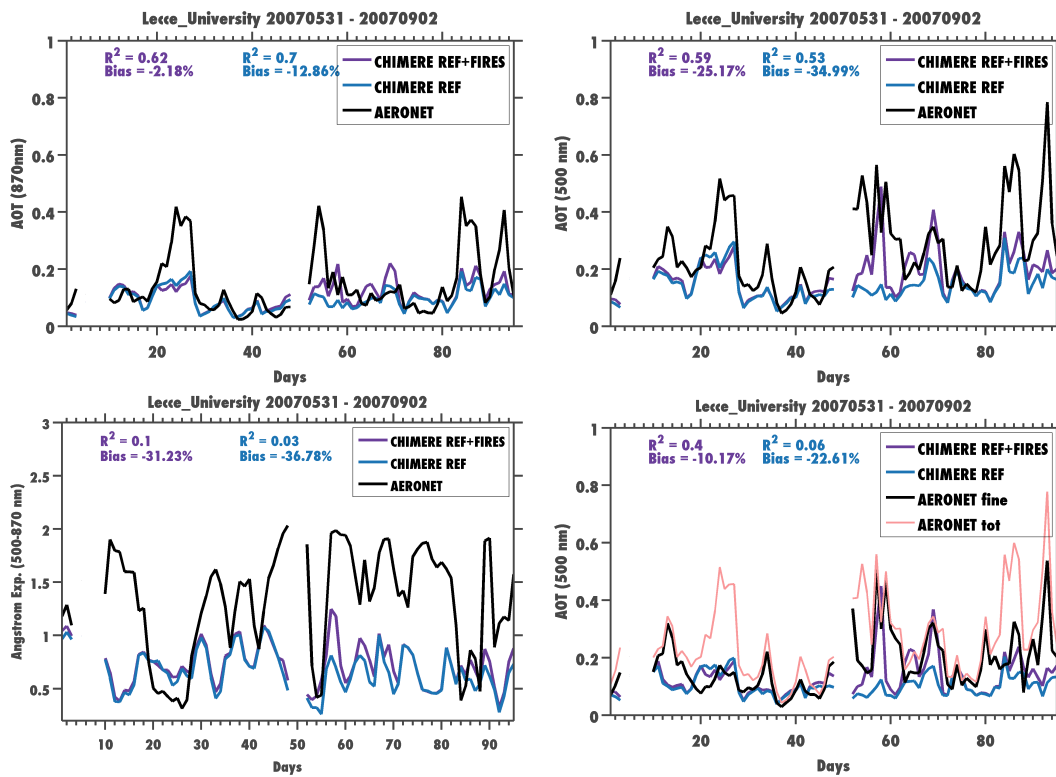 Lecce_University 20070531 - 20070902
R² = 0.62
Bias = -2.18%
R² = 0.7
Bias = -12.86%
CHIMERE REF+FIRES
CHIMERE REF
AERONET
AOT (870nm)
1
0.8
0.6
0.4
0.2
0
20 40 60 80
Days
Lecce_University 20070531 - 20070902
R² = 0.59
Bias = -25.17%
R² = 0.53
Bias = -34.99%
CHIMERE REF+FIRES
CHIMERE REF
AERONET
AOT (500 nm)
1
0.8
0.6
0.4
0.2
0
20 40 60 80
Days
Lecce_University 20070531 - 20070902
R² = 0.1
Bias = -31.23%
R² = 0.03
Bias = -36.78%
CHIMERE REF+FIRES
CHIMERE REF
AERONET
Angstrom Exp. (500-870 nm)
3
2.5
2
1.5
1
0.5
10 20 30 40 50 60 70 80 90
Days
Lecce_University 20070531 - 20070902
R² = 0.4
Bias = -10.17%
R² = 0.06
Bias = -22.61%
CHIMERE REF+FIRES
CHIMERE REF
AERONET fine
AERONET tot
AOT (500 nm)
1
0.8
0.6
0.4
0.2
0
20 40 60 80
Days